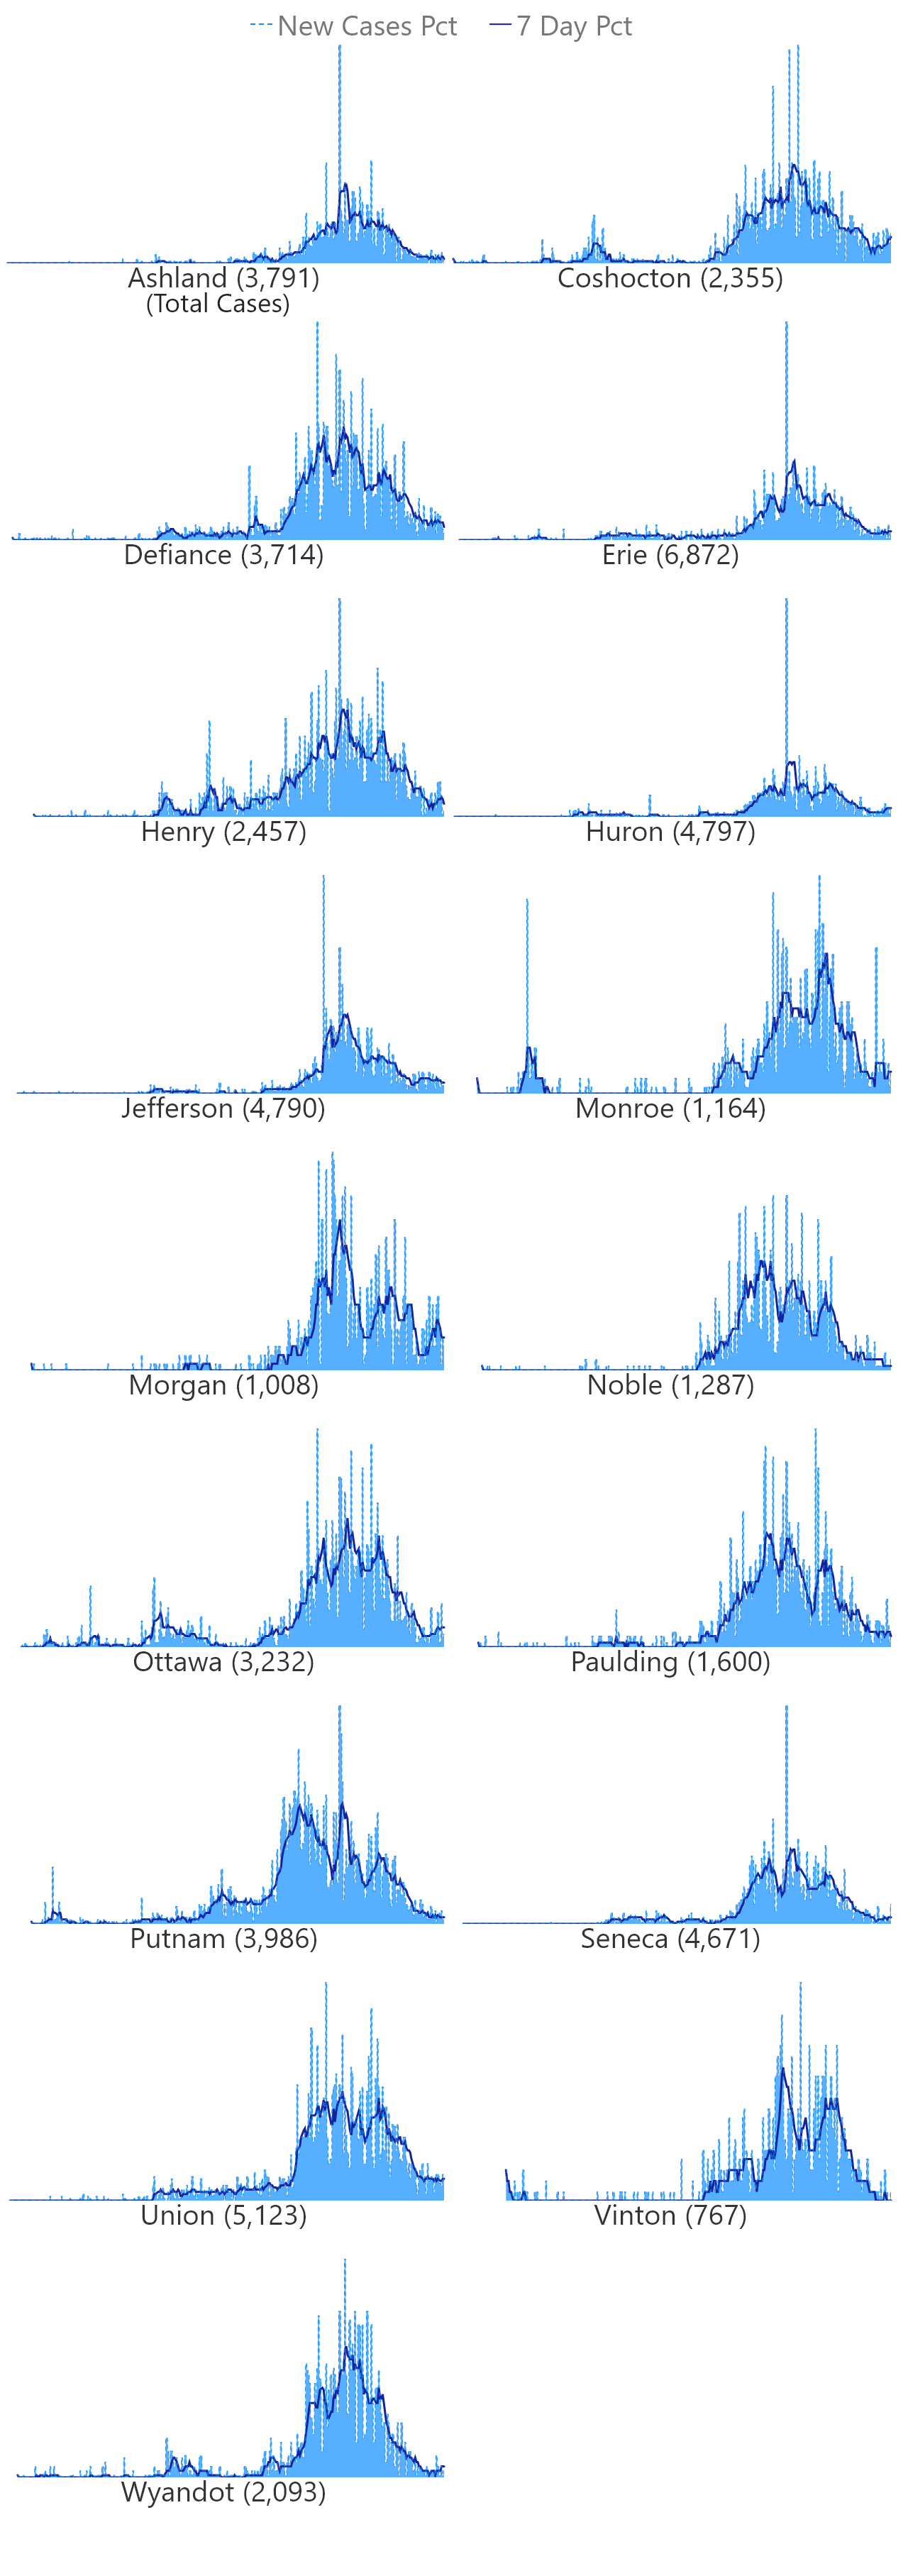 New Cases Pct 7 Day Pct
Ashland (3,791) Coshocton (2,355)
(Total Cases)
Defiance (3,714) Erie (6,872)
Henry (2,457) Huron (4,797)
Jefferson (4,790) Monroe (1,164)
Morgan (1,008) Noble (1,287)
Ottawa (3,232) Paulding (1,600)
Putnam (3,986) Seneca (4,671)
Union (5,123) Vinton (767)
Wyandot (2,093)